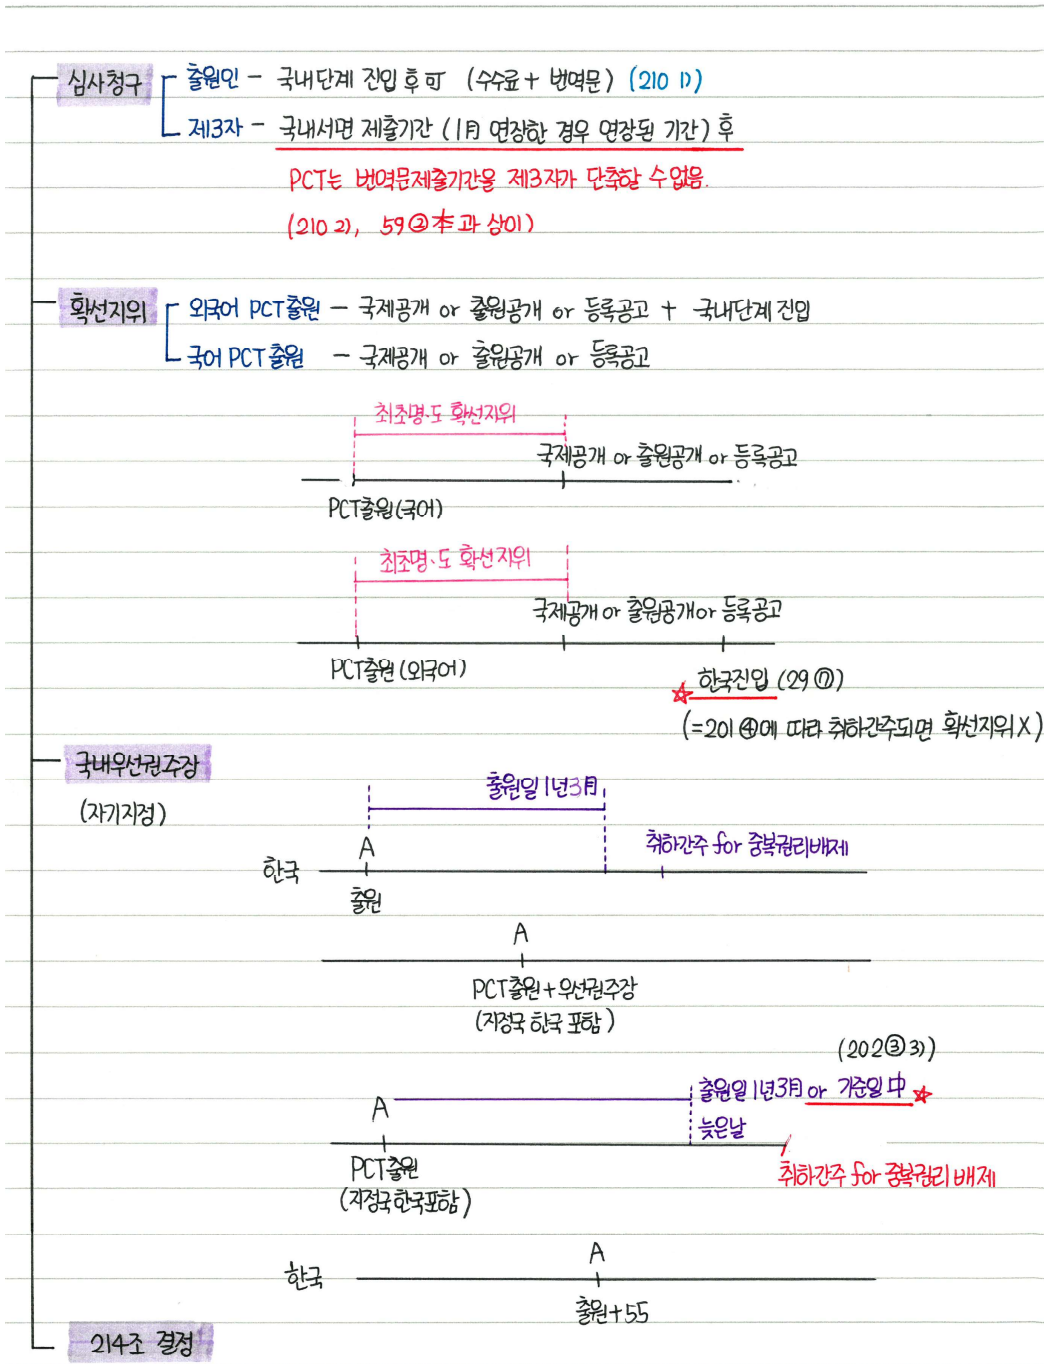 심사청구 출원인 - 국내단계 진입 후 可 (수수료 + 번역문) (210 1))
제3자 - 국내서면 제출기간 (1月 연장한 경우 연장된 기간) 후
PCT는 번역문제출기간을 제3자가 단축할 수 없음.
(210 2), 59②本과 상이)
확선지위 외국어 PCT출원 - 국제공개 or 출원공개 or 등록공고 + 국내단계 진입
국어 PCT출원 - 국제공개 or 출원공개 or 등록공고
최초명·도 확선지위
국제공개 or 출원공개 or 등록공고
PCT출원(국어)
최초명·도 확선지위
국제공개 or 출원공개 or 등록공고
PCT출원(외국어)
☆ 한국진입 (29⑦)
(=201④에 따라 취하간주되면 확선지위X)
국내우선권주장
(자기지정)
출원일 1년3月
A
취하간주 for 중복권리배제
한국
출원
A
PCT출원+우선권주장
(지정국 한국 포함)
(202③3))
A
출원일 1년3月 or 기준일 中 ☆
늦은날
PCT출원
(지정국 한국포함)
취하간주 for 중복권리 배제
A
한국
출원+55
214조 결정